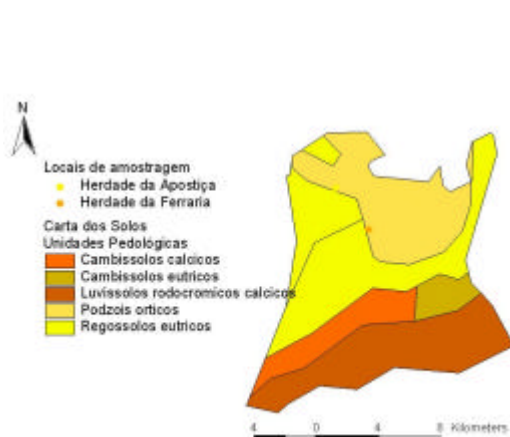 N
Locais de amostragem
Herdade da Apostiça
Herdade da Ferraria
Carta dos Solos
Unidades Pedológicas
Cambissolos calcicos
Cambissolos eutricos
Luvissolos rodocromicos calcicos
Podzois orticos
Regossolos eutricos
4 0 4 8 Kilometers